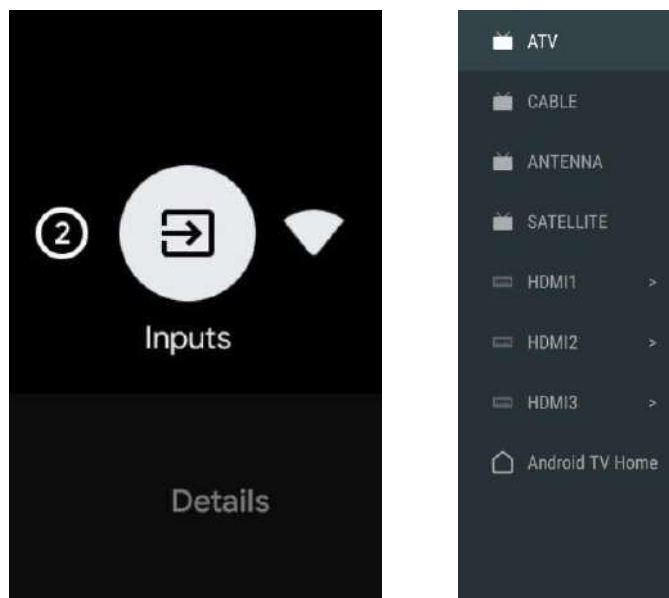 2
Inputs
Details
ATV
CABLE
ANTENNA
SATELLITE
HDMI1 >
HDMI2 >
HDMI3 >
Android TV Home